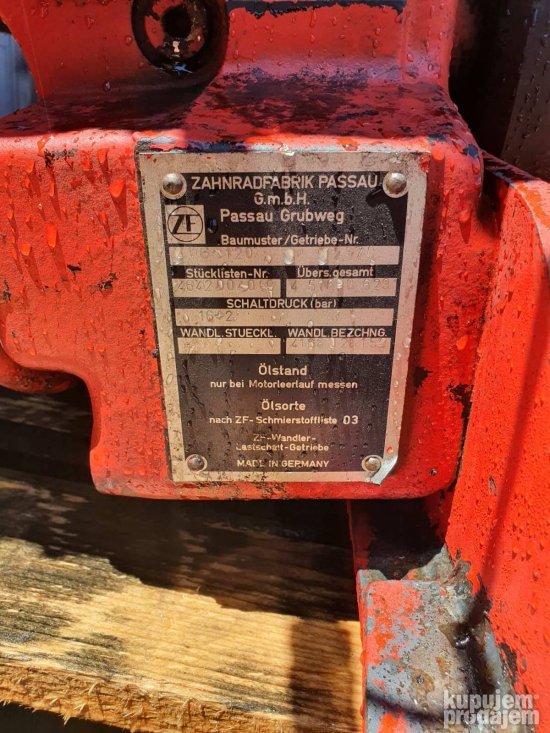 ZAHNRADFABRIK PASSAU
G.m.b.H.
ZF
Passau Grubweg
Baumuster/Getriebe-Nr.
Stücklisten-Nr. Übers.gesamt
SCHALTDRUCK (bar)
WANDL. STUECKL. WANDL. BEZCHNG.
Ölstand
nur bei Motorleerlauf messen
Ölsorte
nach ZF-Schmierstoffliste 03
ZF-Wandler-
Lastschalt-Getriebe
MADE IN GERMANY
kupujem
prodajem